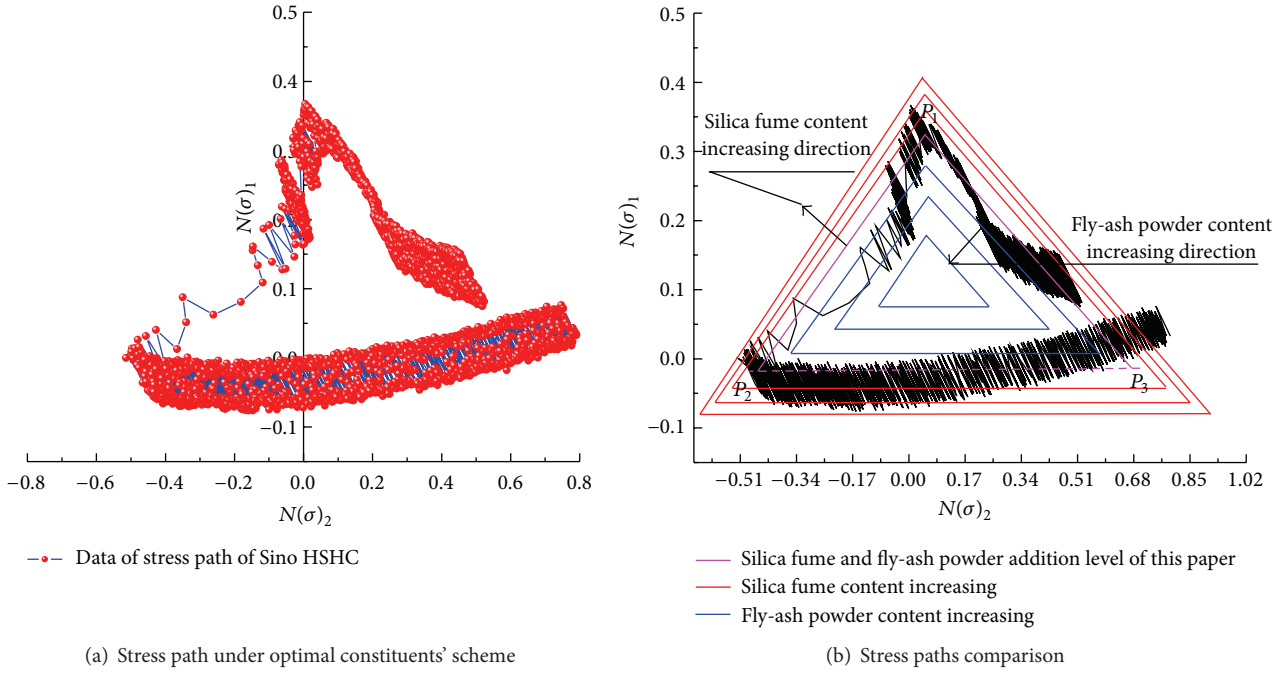 0.5
0.4
0.3
0.2
0.1
0.0
−0.1
N(σ)1
−0.8
−0.6
−0.4
−0.2
0.0
0.2
0.4
0.6
0.8
N(σ)2
Data of stress path of Sino HSHC
(a) Stress path under optimal constituents’ scheme
0.5
0.4
0.3
0.2
0.1
0.0
−0.1
N(σ)1
Silica fume content
increasing direction
P1
Fly-ash powder content
increasing direction
P2
P3
−0.51
−0.34
−0.17
0.00
0.17
0.34
0.51
0.68
0.85
1.02
N(σ)2
Silica fume and fly-ash powder addition level of this paper
Silica fume content increasing
Fly-ash powder content increasing
(b) Stress paths comparison